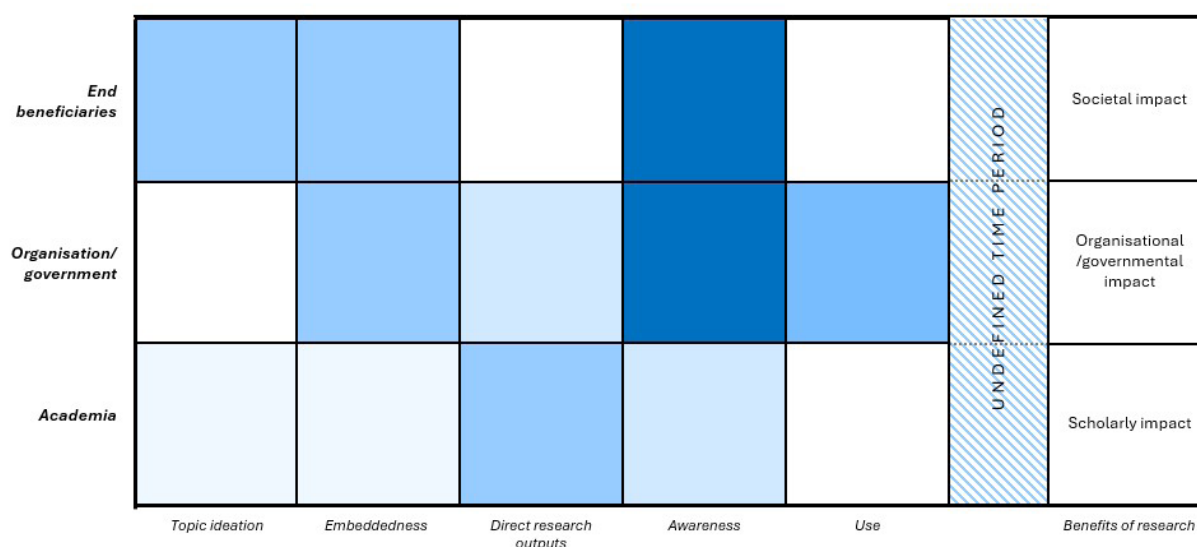 End
beneficiaries
Societal impact
Organisation/
government
Organisational
/governmental
impact
Academia
Scholarly impact
UNDEFINED TIME PERIOD
Topic ideation
Embeddedness
Direct research
outputs
Awareness
Use
Benefits of research